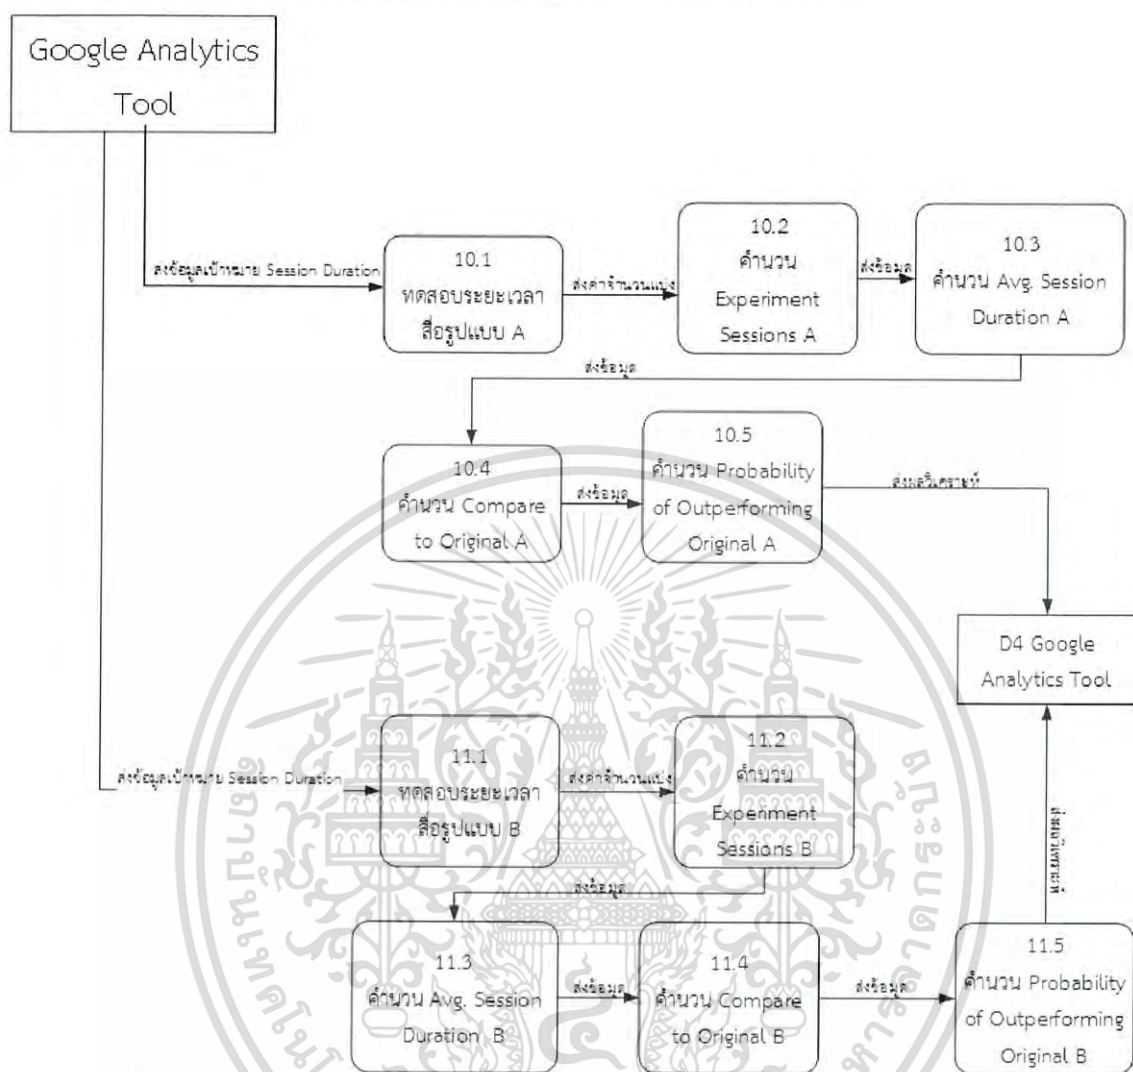 Google Analytics
Tool
ส่งข้อมูลเป้าหมาย Session Duration
10.1
ทดสอบระยะเวลา
สื่อรูปแบบ A
ส่งค่าจำนวนแบ่ง
10.2
คำนวน
Experiment
Sessions A
ส่งข้อมูล
10.3
คำนวน Avg. Session
Duration A
ส่งข้อมูล
10.4
คำนวน Compare
to Original A
ส่งข้อมูล
10.5
คำนวน Probability
of Outperforming
Original A
ส่งผลวิเคราะห์
D4 Google
Analytics Tool
ส่งข้อมูลเป้าหมาย Session Duration
11.1
ทดสอบระยะเวลา
สื่อรูปแบบ B
ส่งค่าจำนวนแบ่ง
11.2
คำนวน
Experiment
Sessions B
ส่งข้อมูล
11.3
คำนวน Avg. Session
Duration B
ส่งข้อมูล
11.4
คำนวน Compare
to Original B
ส่งข้อมูล
11.5
คำนวน Probability
of Outperforming
Original B
ส่งผลวิเคราะห์